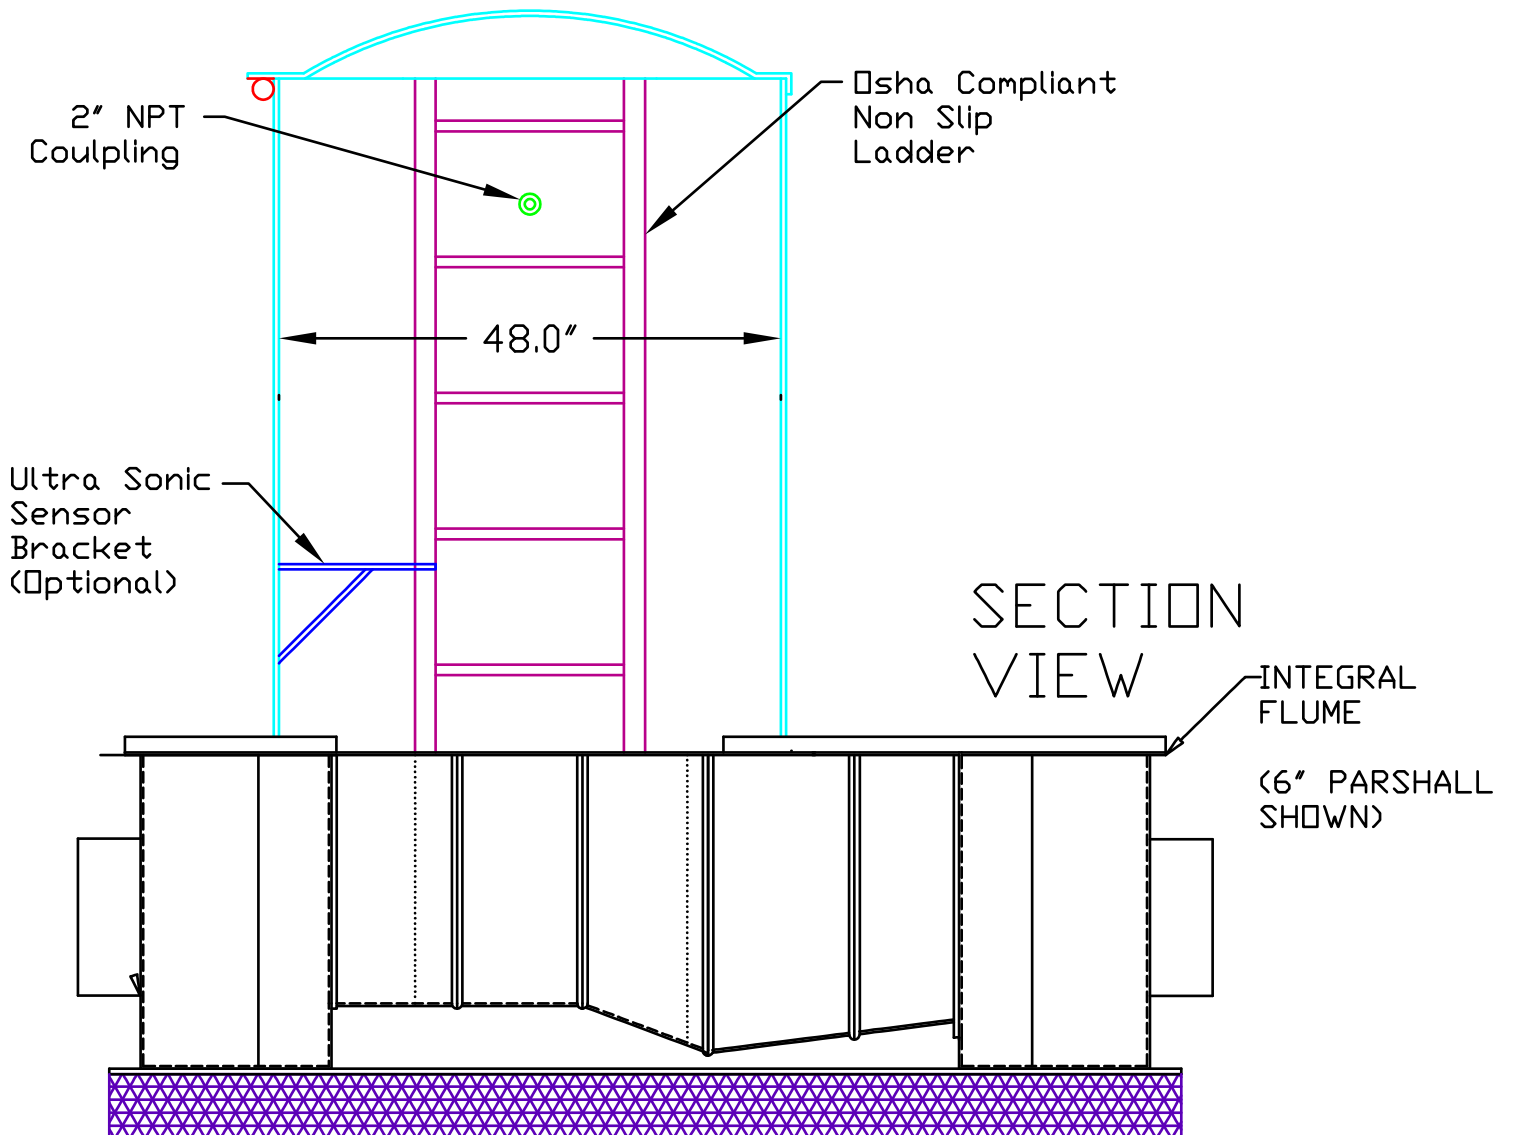 Osha Compliant
Non Slip
Ladder
2" NPT
Coulpling
48.0"
Ultra Sonic
Sensor
Bracket
(Optional)
SECTION
VIEW
INTEGRAL
FLUME
(6" PARSHALL
SHOWN)